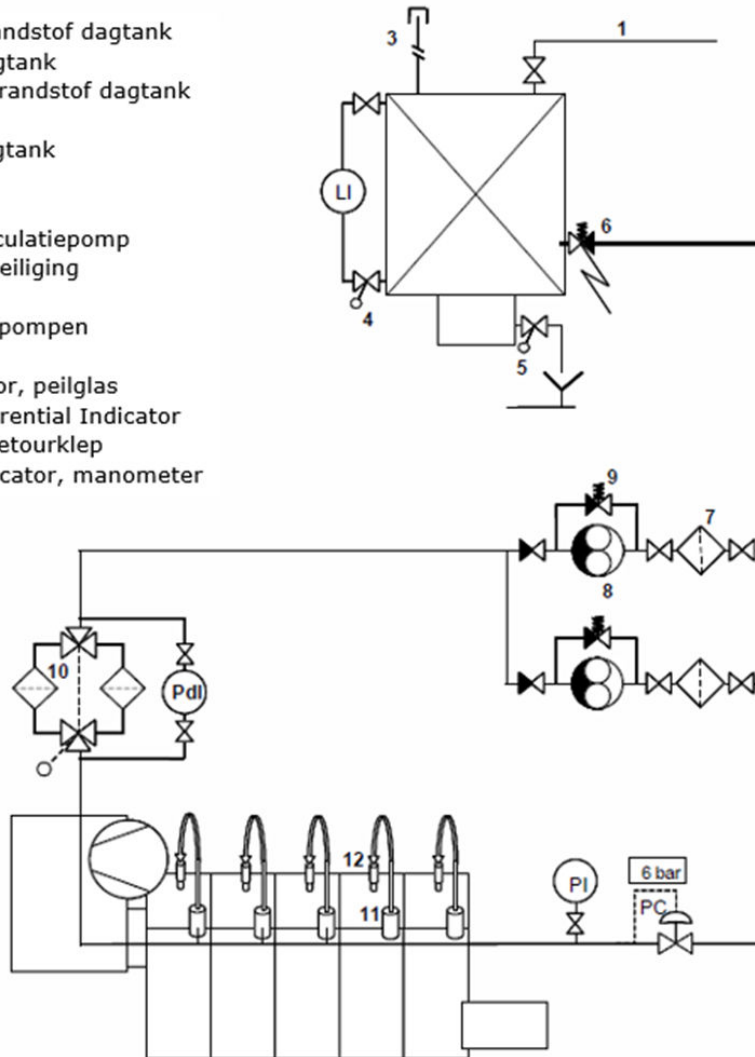 andstof dagtank
gtank
randstof dagtank
gtank
culatiepomp
eiliging
pompen
or, peilglas
rential Indicator
etourklep
cator, manometer
3
1
LI
6
4
5
9
7
8
10
PdI
12
11
PI
6 bar
PC